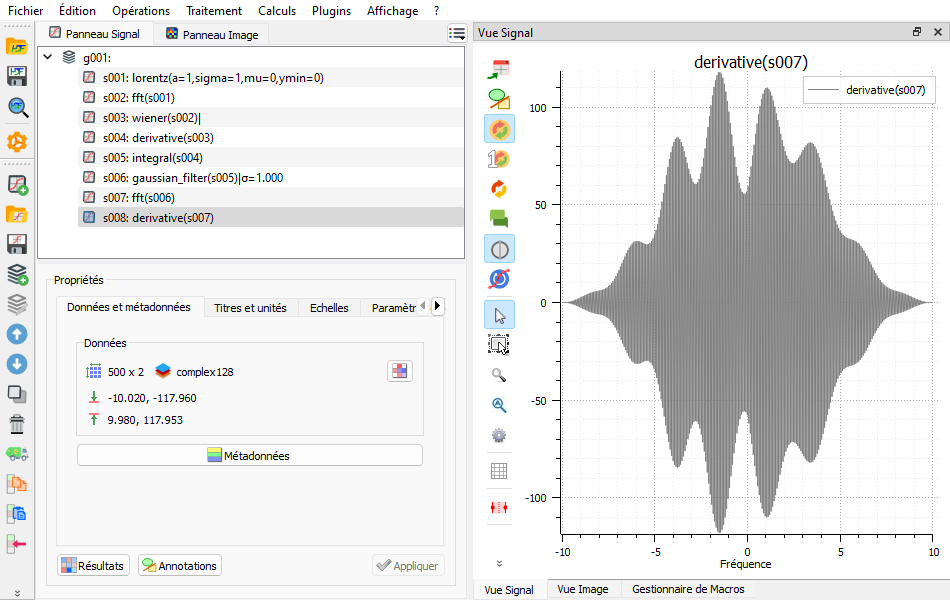 Fichier Édition Opérations Traitement Calculs Plugins Affichage ?
Panneau Signal Panneau Image
g001:
s001: lorentz(a=1,sigma=1,mu=0,ymin=0)
s002: fft(s001)
s003: wiener(s002)|
s004: derivative(s003)
s005: integral(s004)
s006: gaussian_filter(s005)|σ=1.000
s007: fft(s006)
s008: derivative(s007)
Propriétés
Données et métadonnées Titres et unités Echelles Paramètr
Données
500 x 2 complex128
-10.020, -117.960
9.980, 117.953
Métadonnées
Résultats Annotations Appliquer
Vue Signal
derivative(s007)
derivative(s007)
100
50
0
-50
-100
-10 -5 0 5 10
Fréquence
Vue Signal Vue Image Gestionnaire de Macros